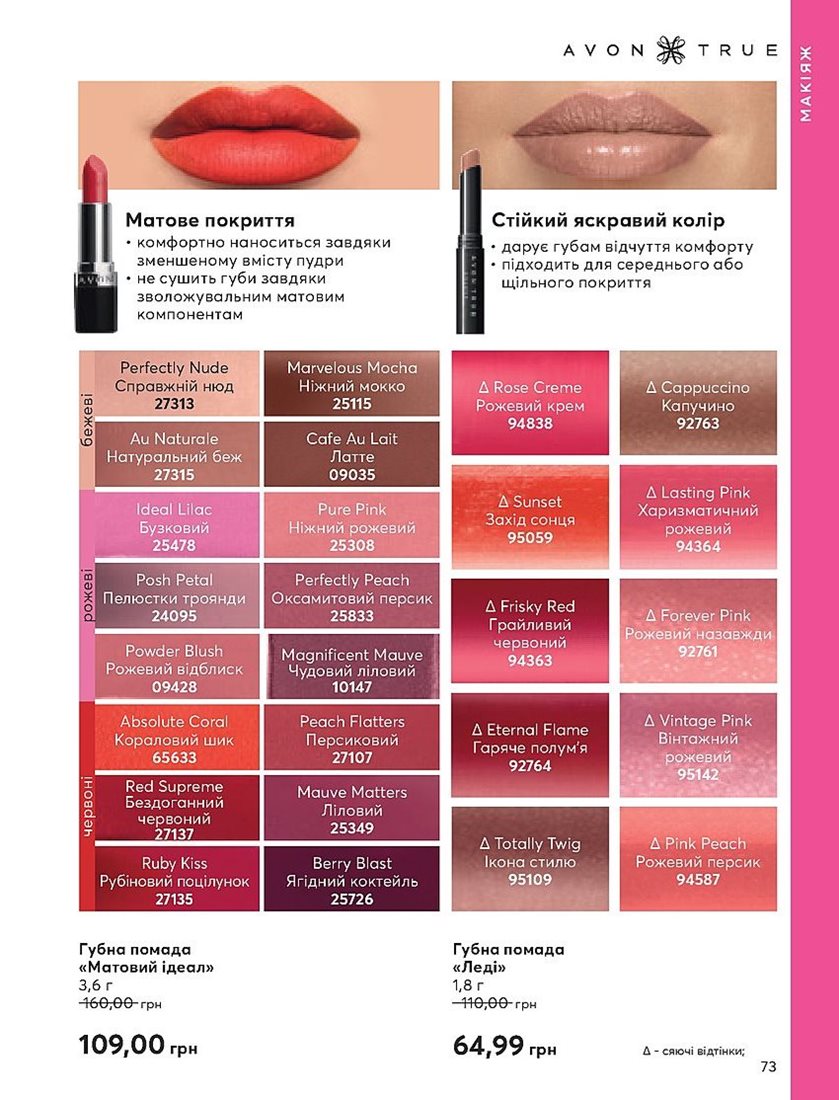 AVON TRUE
МАКІЯЖ
Матове покриття
• комфортно наноситься завдяки
зменшеному вмісту пудри
• не сушить губи завдяки
зволожувальним матовим
компонентам
AVON
Стійкий яскравий колір
• дарує губам відчуття комфорту
• підходить для середнього або
щільного покриття
AVON TRUE
бежеві
Perfectly Nude
Справжній нюд
27313
Marvelous Mocha
Ніжний мокко
25115
Au Naturale
Натуральний беж
27315
Cafe Au Lait
Латте
09035
рожеві
Ideal Lilac
Бузковий
25478
Pure Pink
Ніжний рожевий
25308
Posh Petal
Пелюстки троянди
24095
Perfectly Peach
Оксамитовий персик
25833
Powder Blush
Рожевий відблиск
09428
Magnificent Mauve
Чудовий ліловий
10147
червоні
Absolute Coral
Кораловий шик
65633
Peach Flatters
Персиковий
27107
Red Supreme
Бездоганний
червоний
27137
Mauve Matters
Ліловий
25349
Ruby Kiss
Рубіновий поцілунок
27135
Berry Blast
Ягідний коктейль
25726
Δ Rose Creme
Рожевий крем
94838
Δ Cappuccino
Капучино
92763
Δ Sunset
Захід сонця
95059
Δ Lasting Pink
Харизматичний
рожевий
94364
Δ Frisky Red
Грайливий
червоний
94363
Δ Forever Pink
Рожевий назавжди
92761
Δ Eternal Flame
Гаряче полум'я
92764
Δ Vintage Pink
Вінтажний
рожевий
95142
Δ Totally Twig
Ікона стилю
95109
Δ Pink Peach
Рожевий персик
94587
Губна помада
«Матовий ідеал»
3,6 г
160,00 грн
109,00 грн
Губна помада
«Леді»
1,8 г
110,00 грн
64,99 грн
Δ - сяючі відтінки;
73